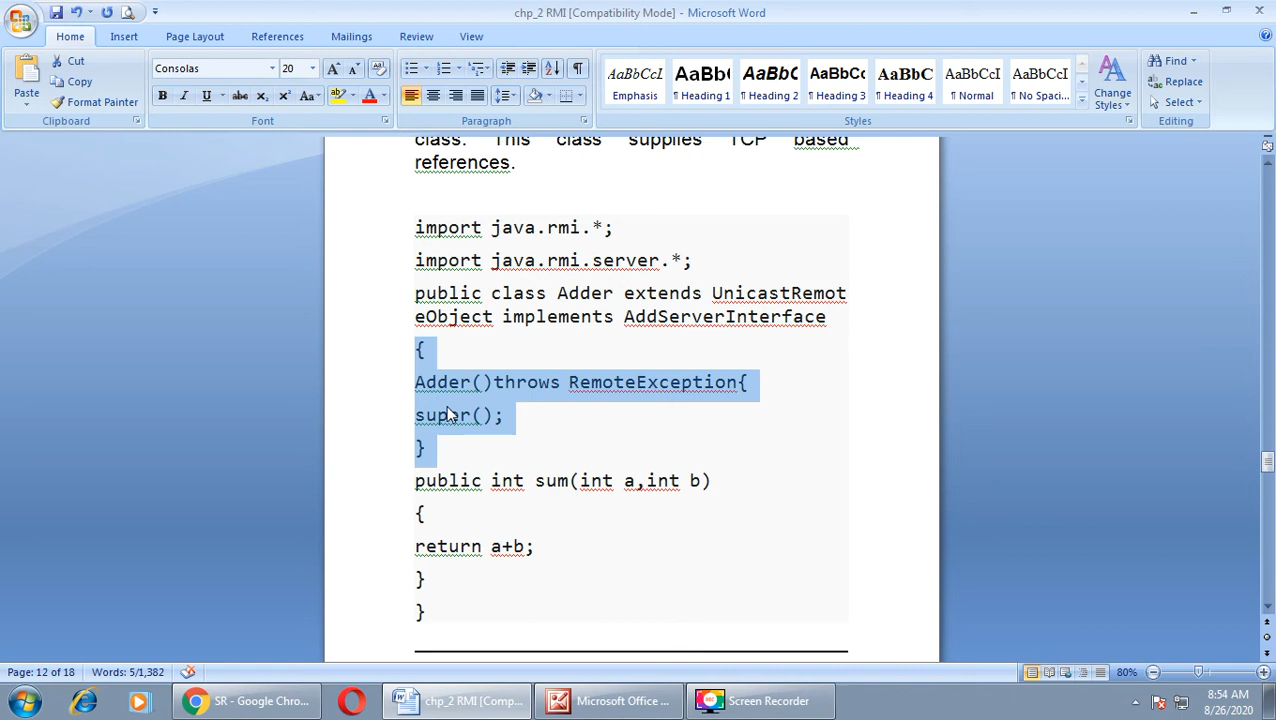 chp_2 RMI [Compatibility Mode] - Microsoft Word
Home Insert Page Layout References Mailings Review View
Paste
Cut
Copy
Format Painter
Clipboard
Consolas 20
Font
Paragraph
AaBbCcI AaBb( AaBbC AaBbCc AaBbC AaBbCcI AaBbCcI
Emphasis ¶ Heading 1 ¶ Heading 2 ¶ Heading 3 ¶ Heading 4 ¶ Normal ¶ No Spaci...
Change Styles
Styles
Find
Replace
Select
Editing
class. This class supplies TCP based
references.
import java.rmi.*;
import java.rmi.server.*;
public class Adder extends UnicastRemot
eObject implements AddServerInterface
{
Adder()throws RemoteException{
super();
}
public int sum(int a,int b)
{
return a+b;
}
}
Page: 12 of 18 Words: 5/1,382 80%
SR - Google Chro... chp_2 RMI [Comp... Microsoft Office ... Screen Recorder
8:54 AM
8/26/2020